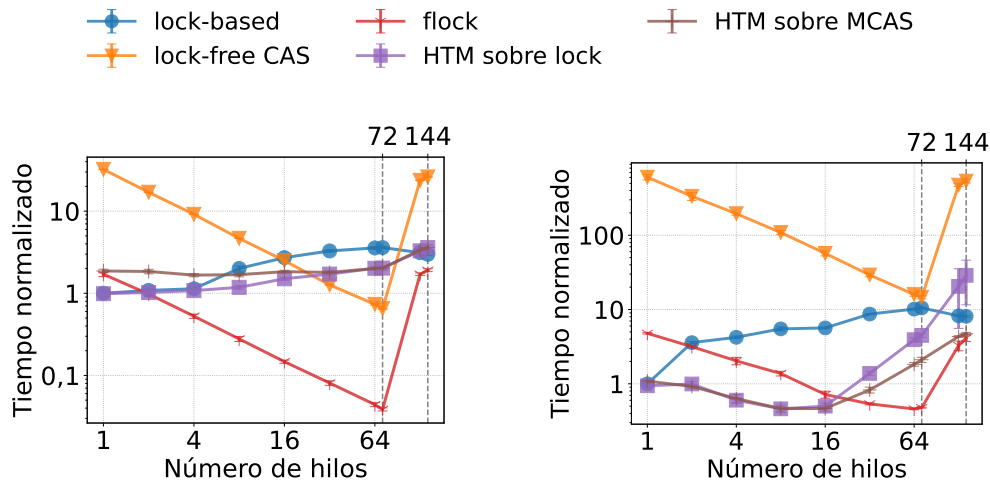 lock-based
flock
HTM sobre MCAS
lock-free CAS
HTM sobre lock
72 144
Tiempo normalizado
10
1
0,1
1 4 16 64
Número de hilos
72 144
Tiempo normalizado
100
10
1
1 4 16 64
Número de hilos